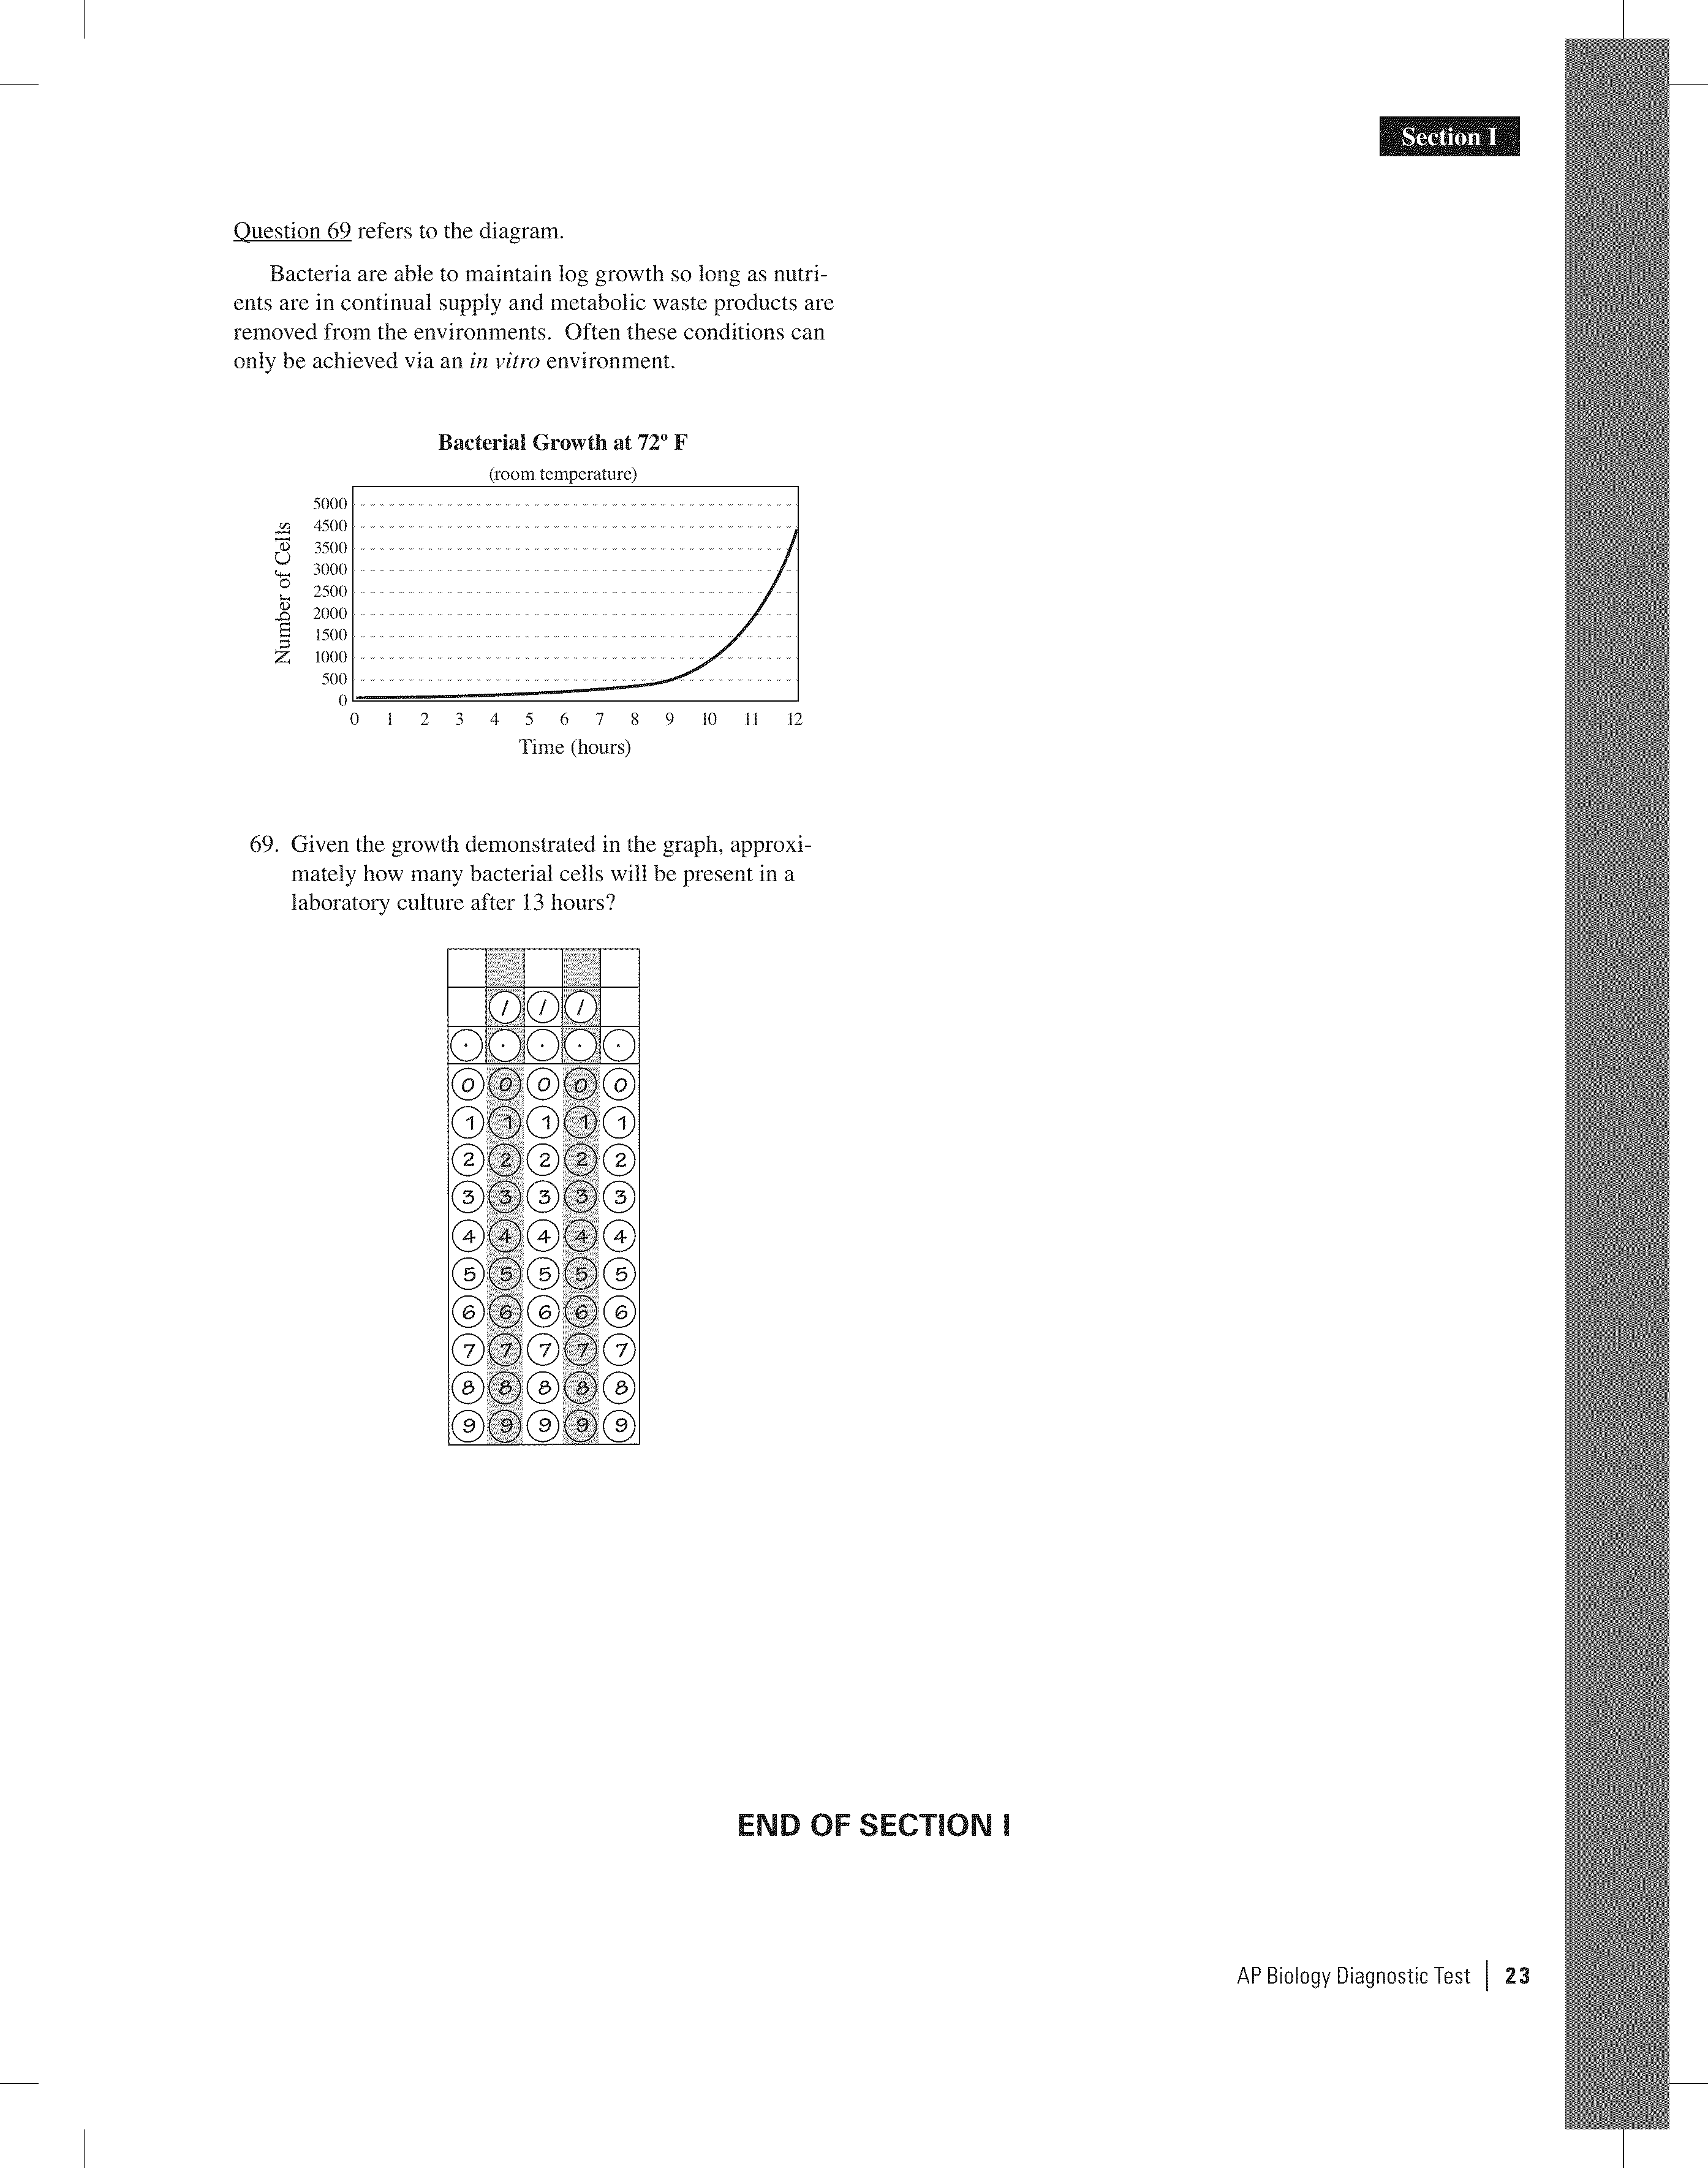 Section I
Question 69 refers to the diagram.
Bacteria are able to maintain log growth so long as nutri-
ents are in continual supply and metabolic waste products are
removed from the environments. Often these conditions can
only be achieved via an in vitro environment.
Bacterial Growth at 72º F
(room temperature)
Number of Cells
5000
4500
3500
3000
2500
2000
1500
1000
500
0
0 1 2 3 4 5 6 7 8 9 10 11 12
Time (hours)
69. Given the growth demonstrated in the graph, approxi-
mately how many bacterial cells will be present in a
laboratory culture after 13 hours?
/ / /
. . . . .
0 0 0 0 0
1 1 1 1 1
2 2 2 2 2
3 3 3 3 3
4 4 4 4 4
5 5 5 5 5
6 6 6 6 6
7 7 7 7 7
8 8 8 8 8
9 9 9 9 9
END OF SECTION I
AP Biology Diagnostic Test | 23